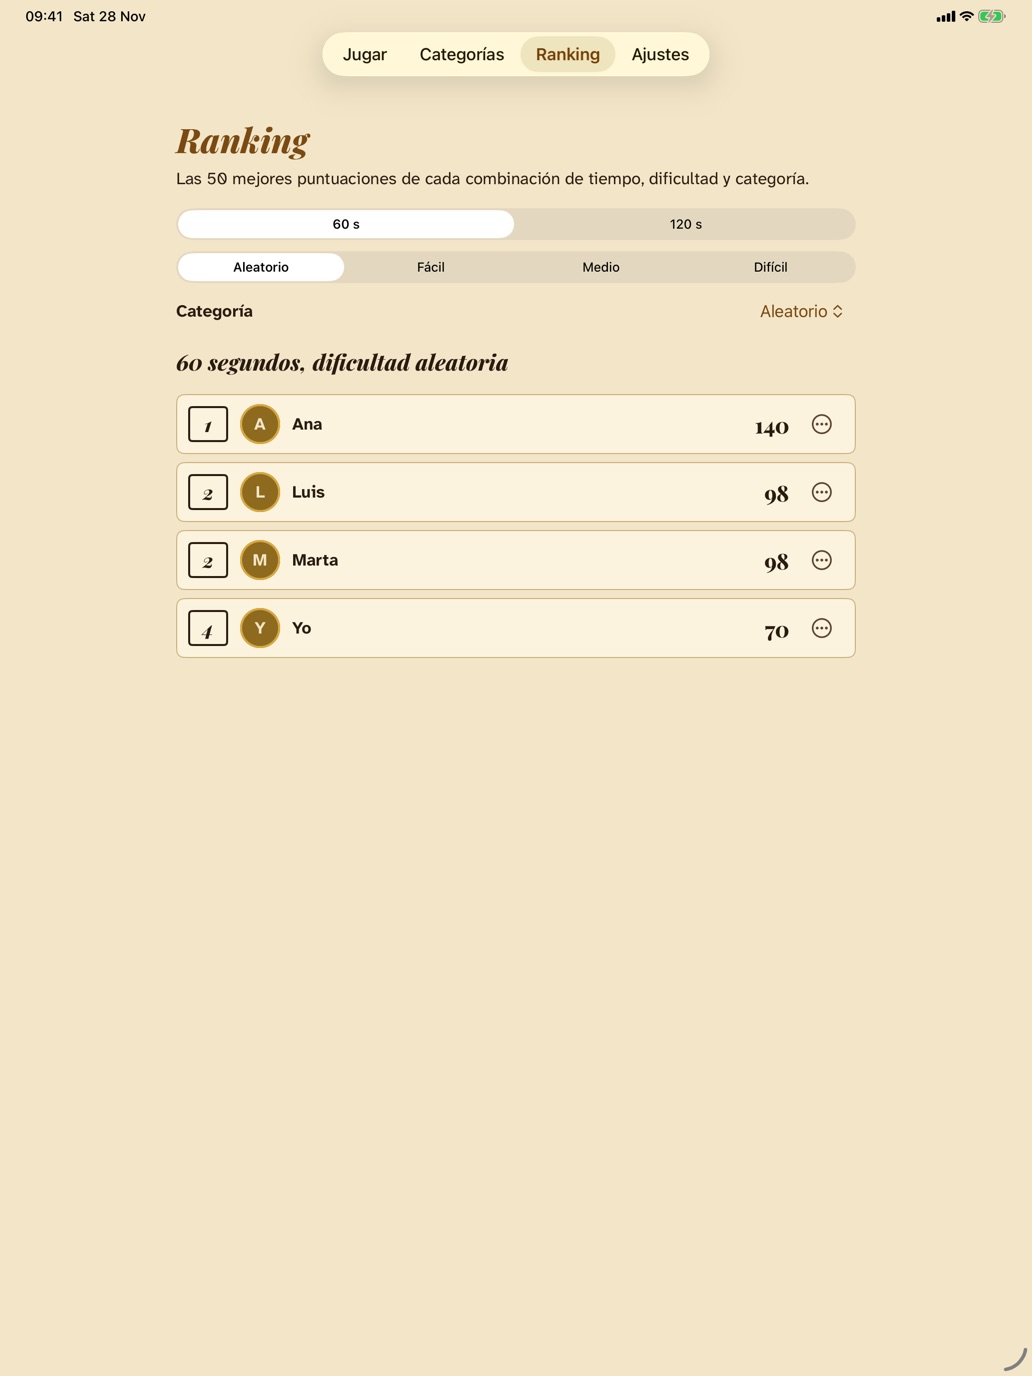 09:41 Sat 28 Nov
Jugar Categorías Ranking Ajustes
Ranking
Las 50 mejores puntuaciones de cada combinación de tiempo, dificultad y categoría.
60 s 120 s
Aleatorio Fácil Medio Difícil
Categoría Aleatorio
60 segundos, dificultad aleatoria
1 A Ana 140
2 L Luis 98
2 M Marta 98
4 Y Yo 70